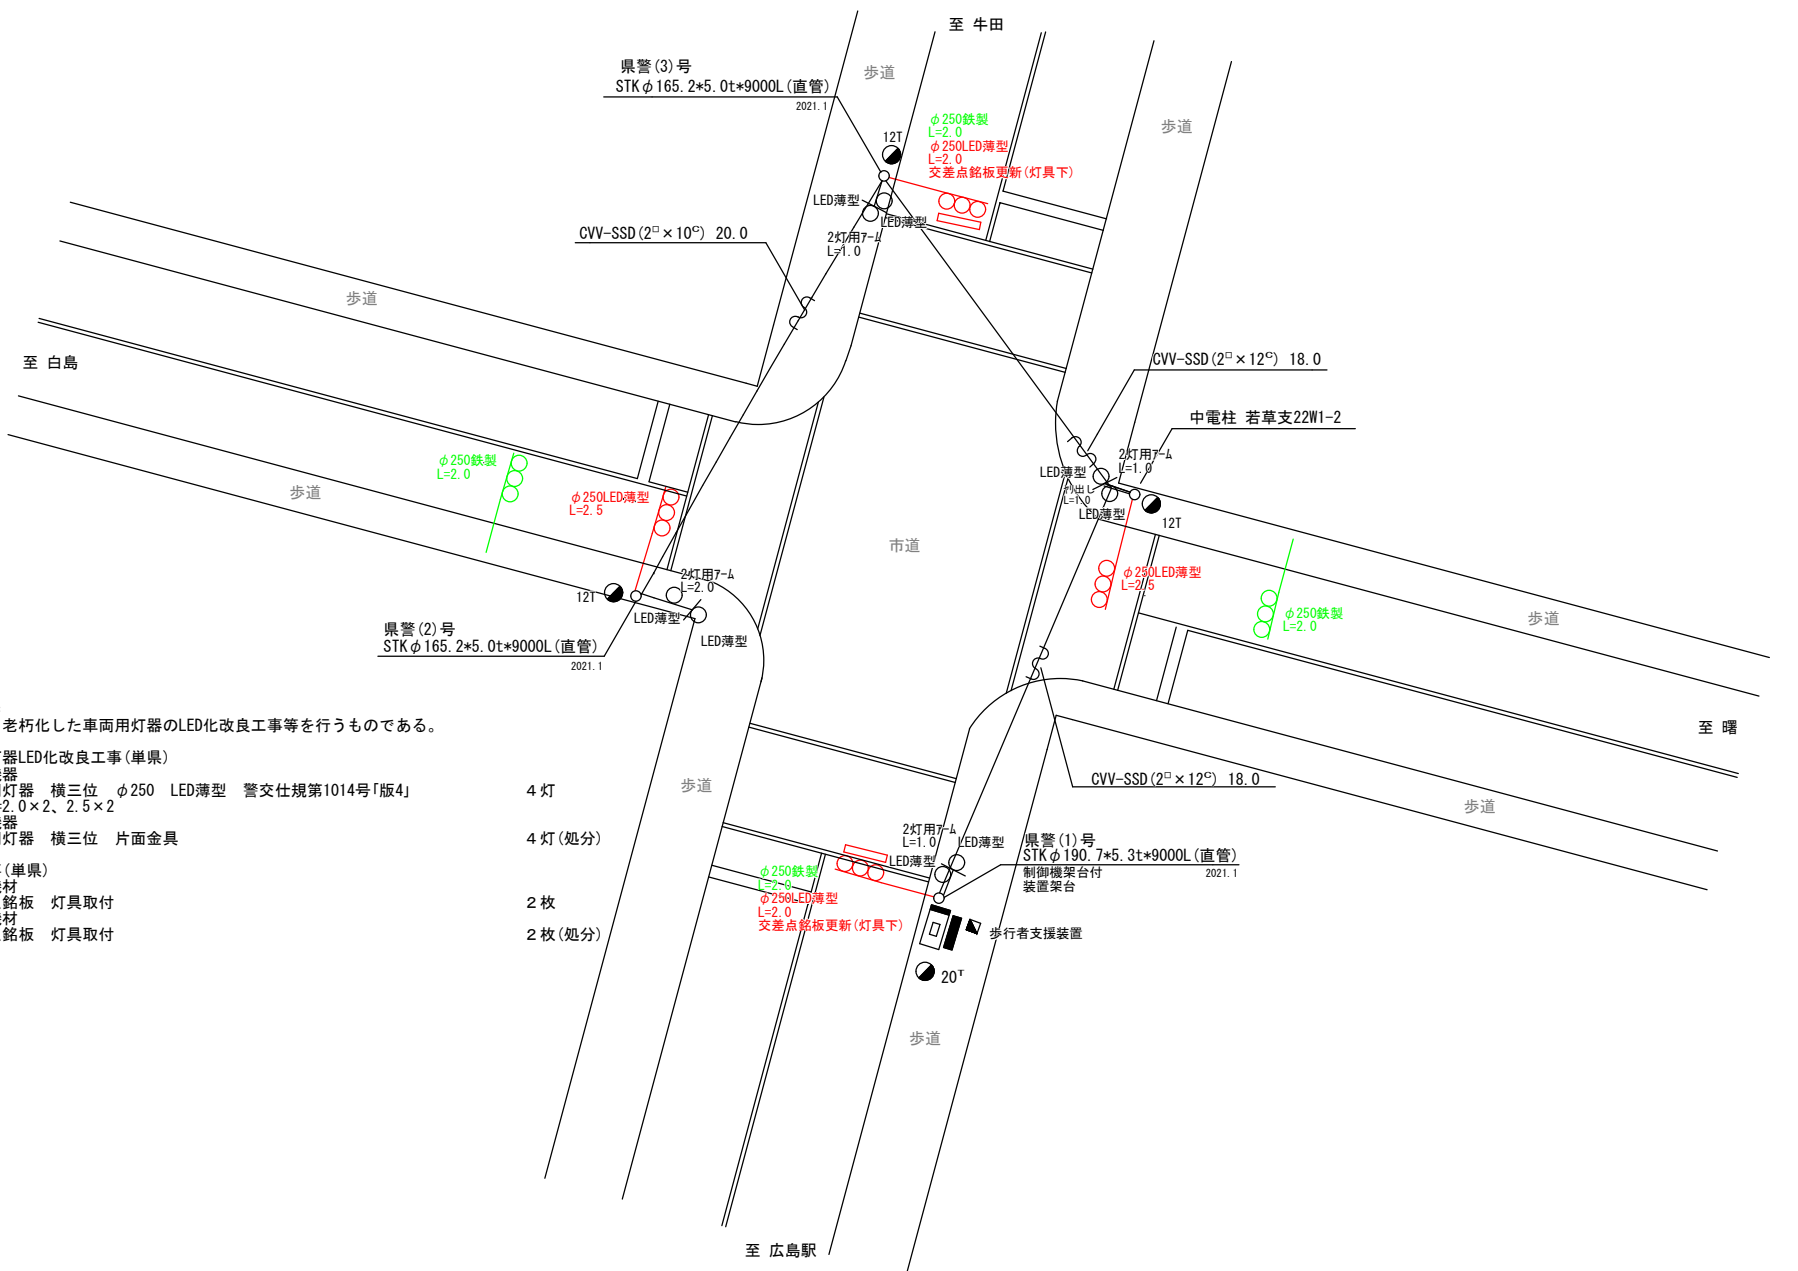 至 牛田
県警(3)号
STKφ165.2*5.0t*9000L(直管)
2021.1
歩道
歩道
12T
φ250鉄製
L=2.0
φ250LED薄型
L=2.0
交差点銘板更新(灯具下)
LED薄型
LED薄型
2灯用ｱｰﾑ
L=1.0
CVV-SSD(2□×10C) 20.0
歩道
至 白島
CVV-SSD(2□×12C) 18.0
中電柱 若草支22W1-2
2灯用ｱｰﾑ
L=1.0
LED薄型
L=1.0
LED薄型
12T
φ250鉄製
L=2.0
φ250LED薄型
L=2.5
歩道
市道
φ250LED薄型
L=2.5
φ250鉄製
L=2.0
歩道
2灯用ｱｰﾑ
L=2.0
12T
LED薄型
LED薄型
県警(2)号
STKφ165.2*5.0t*9000L(直管)
2021.1
至 曙
老朽化した車両用灯器のLED化改良工事等を行うものである。
器LED化改良工事(単県)
器
灯器 横三位 φ250 LED薄型 警交仕規第1014号「版4」 4灯
=2.0×2、2.5×2
器
灯器 横三位 片面金具 4灯(処分)
(単県)
材
銘板 灯具取付 2枚
材
銘板 灯具取付 2枚(処分)
歩道
CVV-SSD(2□×12C) 18.0
歩道
2灯用ｱｰﾑ
L=1.0
LED薄型
LED薄型
県警(1)号
STKφ190.7*5.3t*9000L(直管)
制御機架台付
装置架台
2021.1
φ250鉄製
L=2.0
φ250LED薄型
L=2.0
交差点銘板更新(灯具下)
歩行者支援装置
20T
歩道
至 広島駅